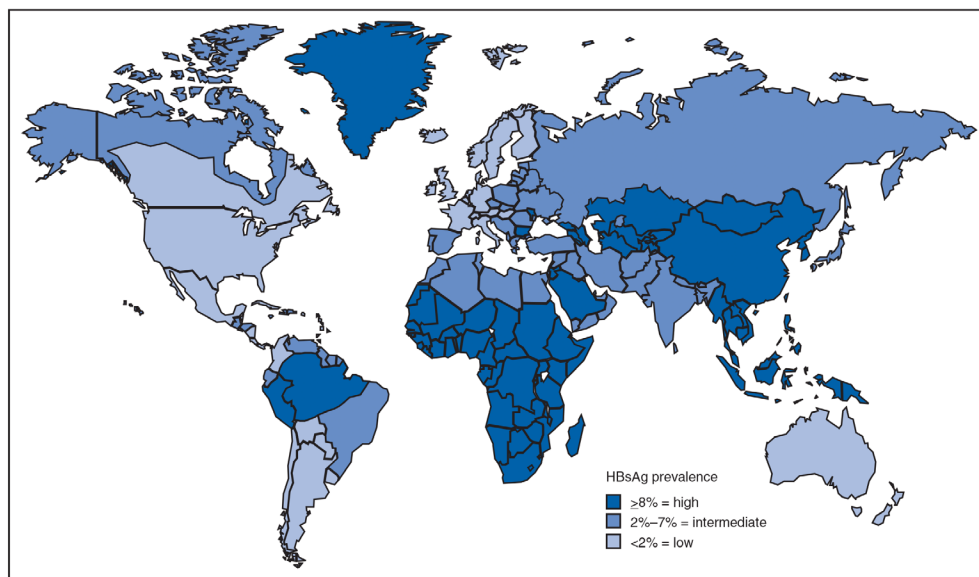 HBsAg prevalence
≥8% = high
2%–7% = intermediate
<2% = low